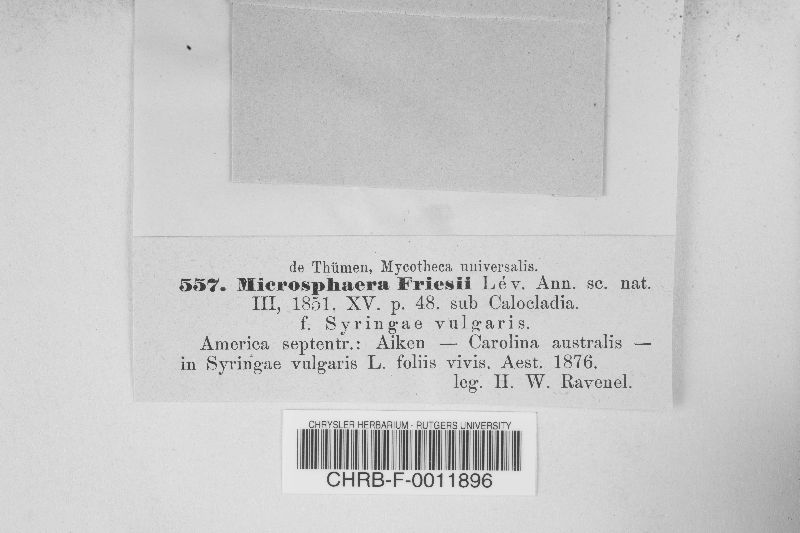 de Thümen, Mycotheca universalis.
557. Microsphaera Friesii Lév. Ann. sc. nat.
III, 1851. XV. p. 48. sub Calocladia.
f. Syringae vulgaris.
America septentr.: Aiken — Carolina australis —
in Syringae vulgaris L. foliis vivis. Aest. 1876.
leg. H. W. Ravenel.
CHRYSLER HERBARIUM - RUTGERS UNIVERSITY
CHRB-F-0011896